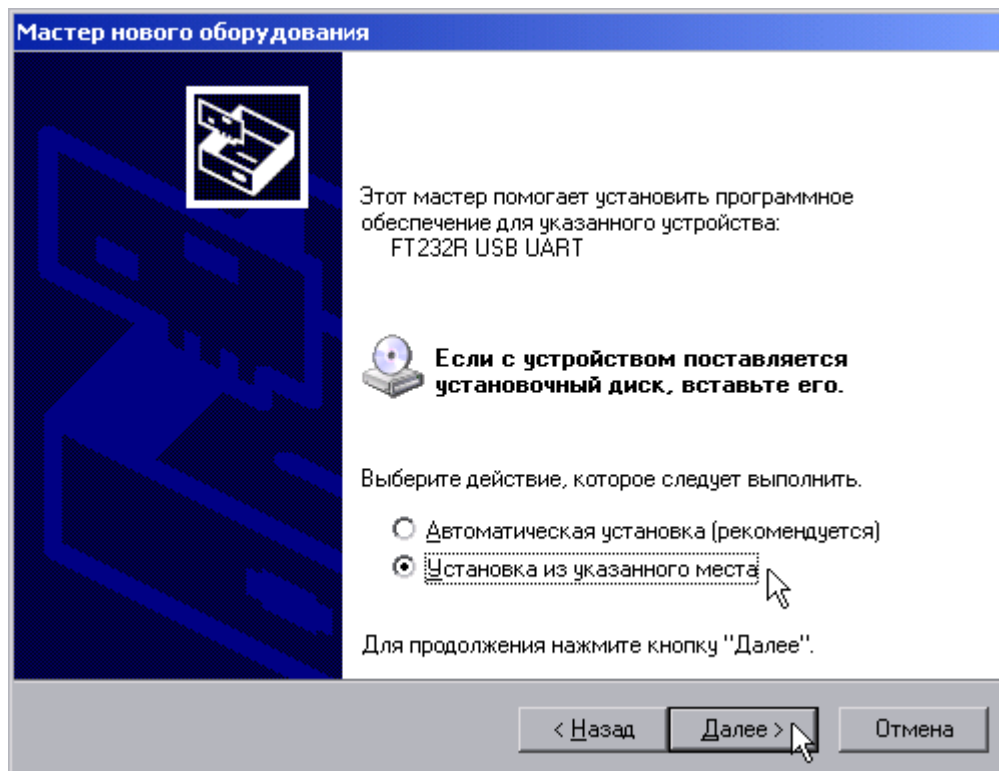 Мастер нового оборудования
Этот мастер помогает установить программное
обеспечение для указанного устройства:
FT232R USB UART
Если с устройством поставляется
установочный диск, вставьте его.
Выберите действие, которое следует выполнить.
Автоматическая установка (рекомендуется)
Установка из указанного места
Для продолжения нажмите кнопку "Далее".
< Назад Далее > Отмена